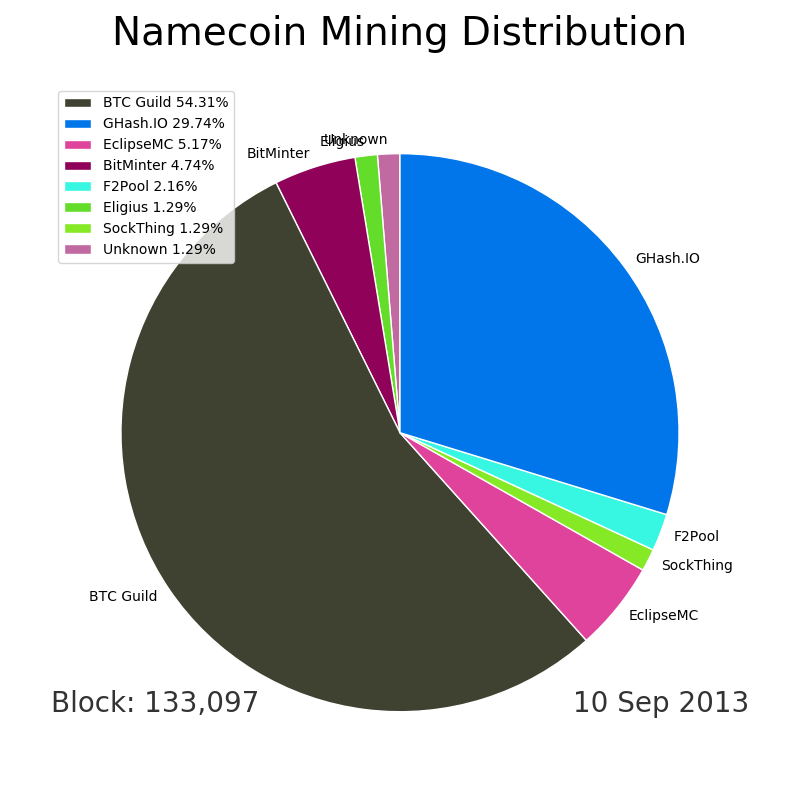 Namecoin Mining Distribution
BTC Guild 54.31%
GHash.IO 29.74%
EclipseMC 5.17%
BitMinter 4.74%
F2Pool 2.16%
Eligius 1.29%
SockThing 1.29%
Unknown 1.29%
Unknown
Eligius
BitMinter
GHash.IO
F2Pool
SockThing
EclipseMC
BTC Guild
Block: 133,097
10 Sep 2013